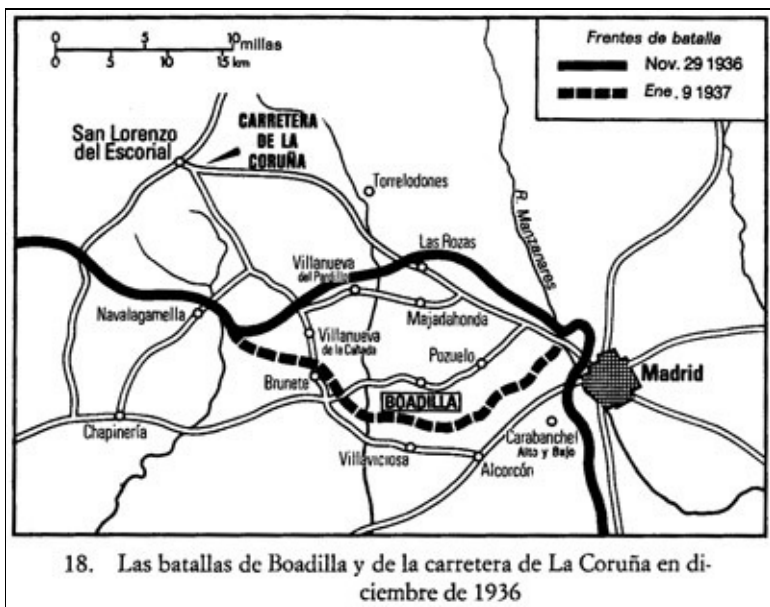 0 5 10 millas
0 5 10 15 km
Frentes de batalla
Nov. 29 1936
Ene. 9 1937
San Lorenzo
del Escorial
CARRETERA
DE LA
CORUÑA
Torrelodones
R. Manzanares
Las Rozas
Villanueva
del Pardillo
Navalagamella
Majadahonda
Villanueva
de la Cañada
Pozuelo
Brunete
Madrid
BOADILLA
Chapinería
Carabanchel
Alto y Bajo
Villaviciosa
Alcorcón
18. Las batallas de Boadilla y de la carretera de La Coruña en di-
ciembre de 1936